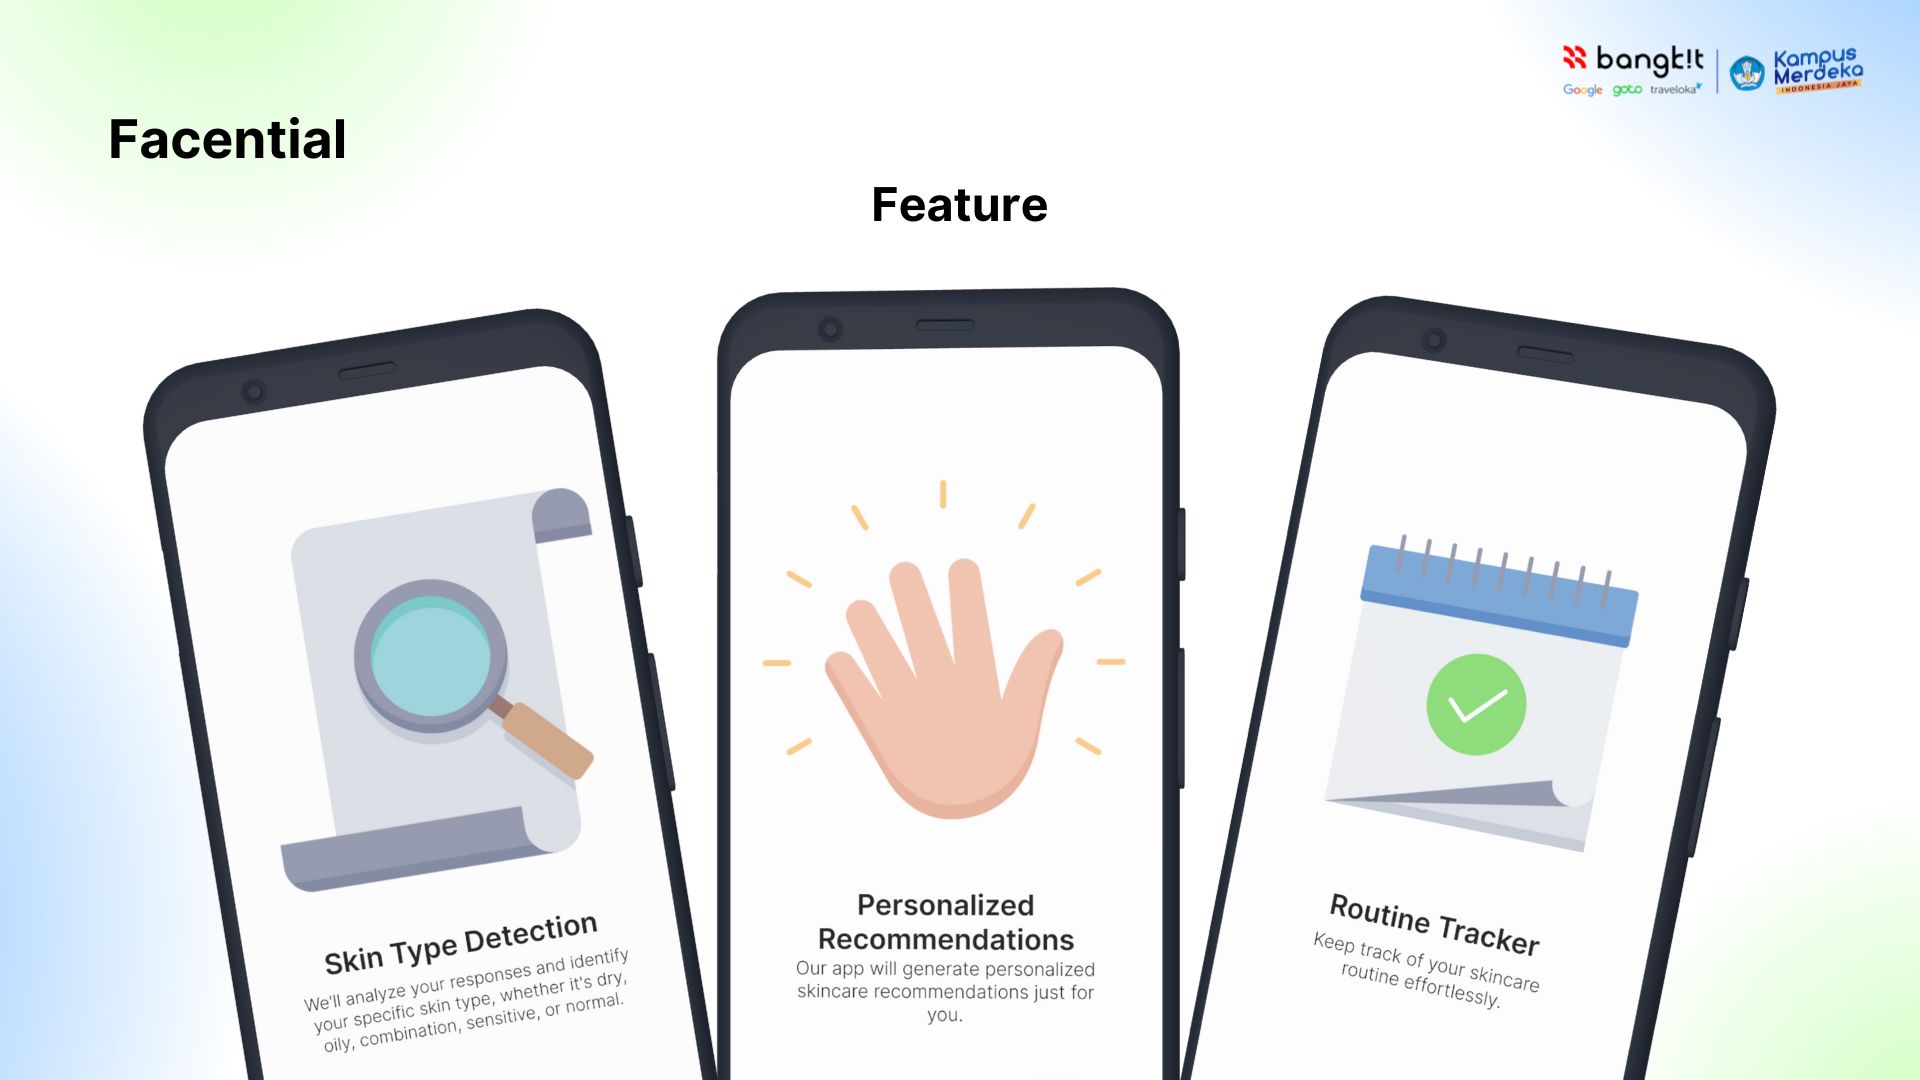 bangk!t
Google goto traveloka
Kampus
Merdeka
INDONESIA JAYA
Facential
Feature
Skin Type Detection
We'll analyze your responses and identify
your specific skin type, whether it's dry,
oily, combination, sensitive, or normal.
Personalized
Recommendations
Our app will generate personalized
skincare recommendations just for
you.
Routine Tracker
Keep track of your skincare
routine effortlessly.